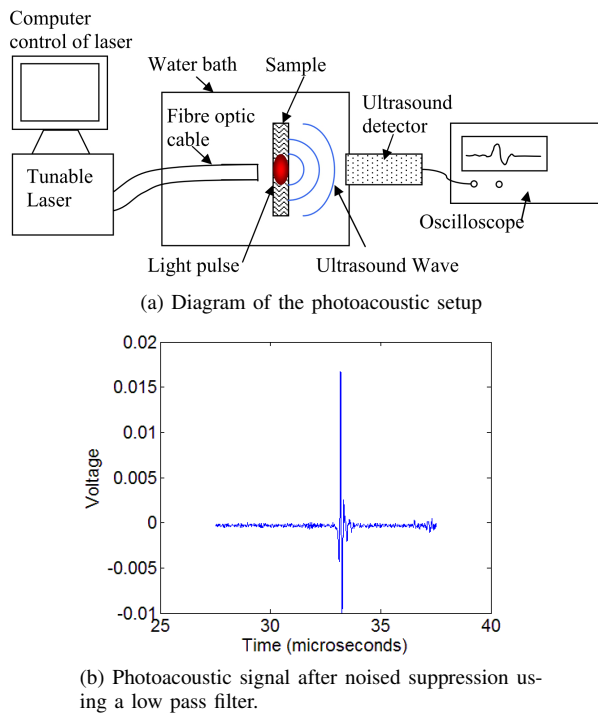 Computer
control of laser
Water bath
Sample
Fibre optic
cable
Ultrasound
detector
Tunable
Laser
Oscilloscope
Light pulse
Ultrasound Wave
(a) Diagram of the photoacoustic setup
0.02
0.015
0.01
0.005
0
-0.005
-0.01
Voltage
25
30
35
40
Time (microseconds)
(b) Photoacoustic signal after noised suppression us-
ing a low pass filter.